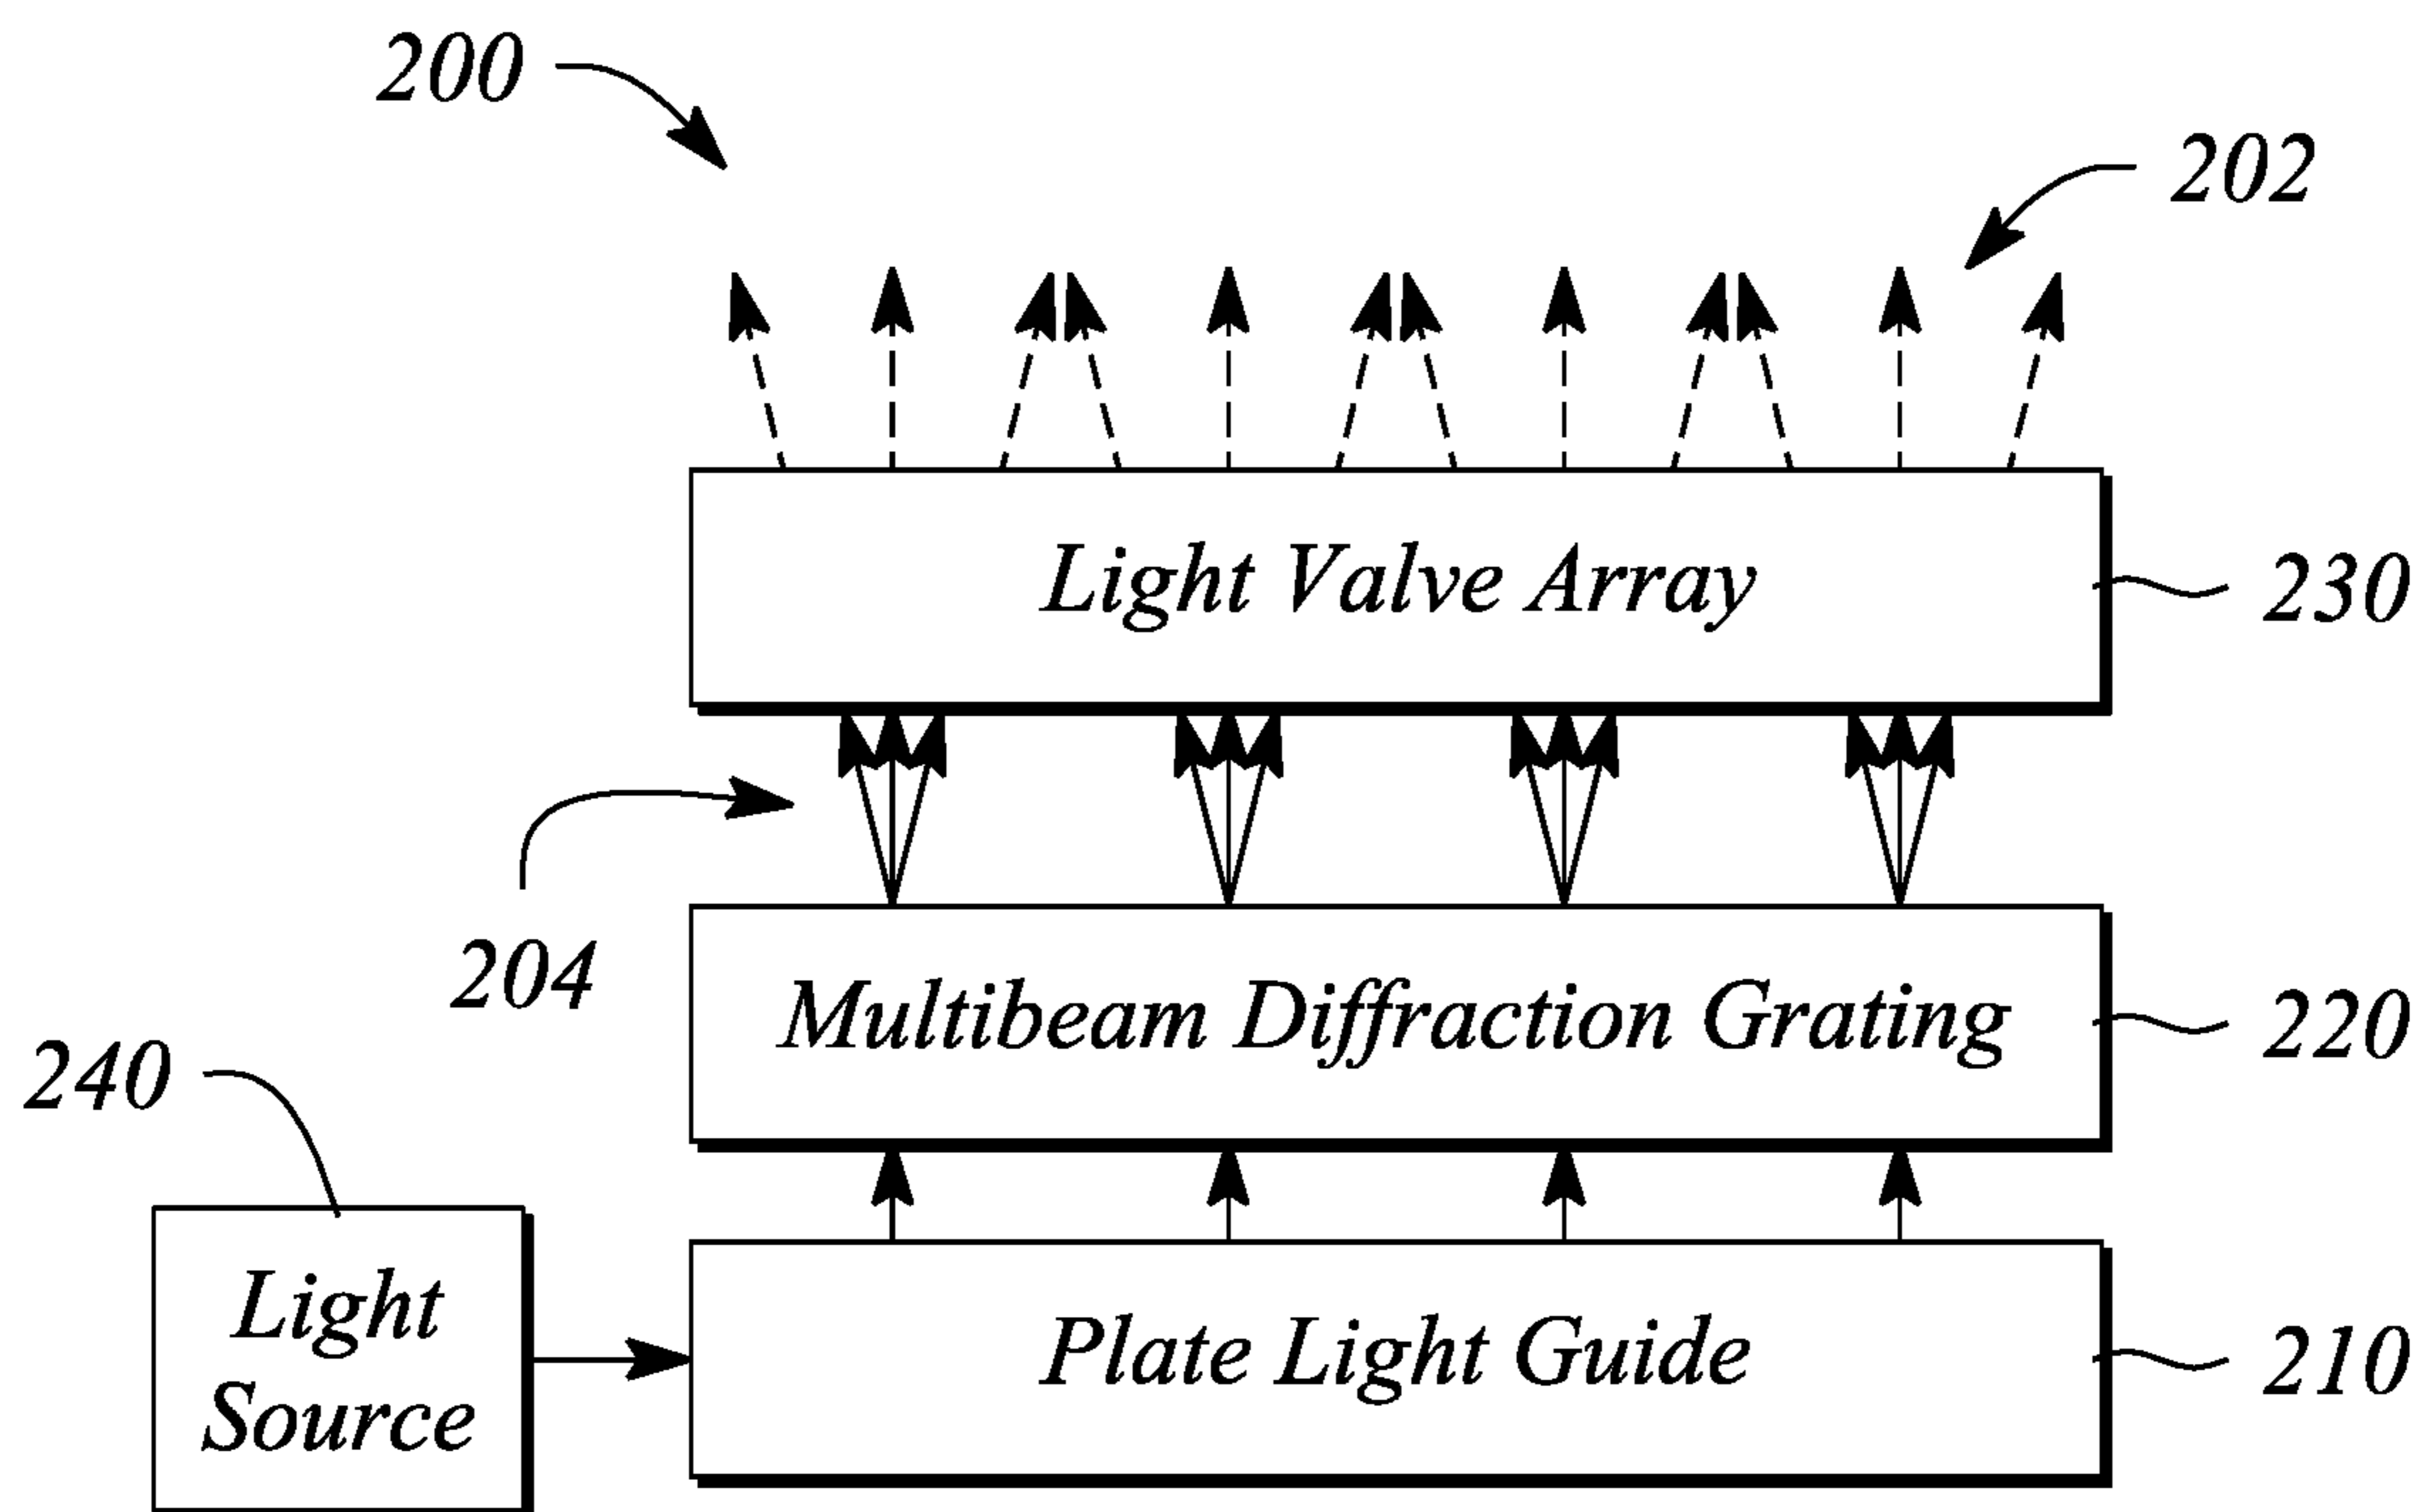 200
202
Light Valve Array
230
204
Multibeam Diffraction Grating
220
240
Light
Source
Plate Light Guide
210